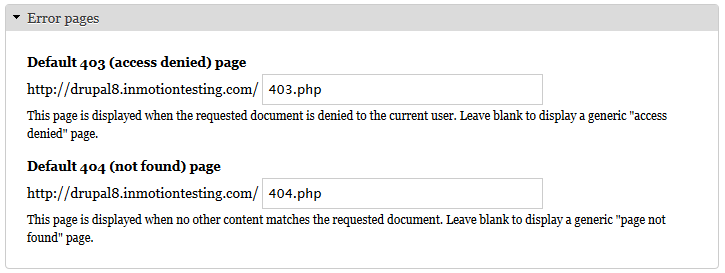 Error pages
Default 403 (access denied) page
http://drupal8.inmotiontesting.com/ 403.php
This page is displayed when the requested document is denied to the current user. Leave blank to display a generic "access
denied" page.
Default 404 (not found) page
http://drupal8.inmotiontesting.com/ 404.php
This page is displayed when no other content matches the requested document. Leave blank to display a generic "page not
found" page.